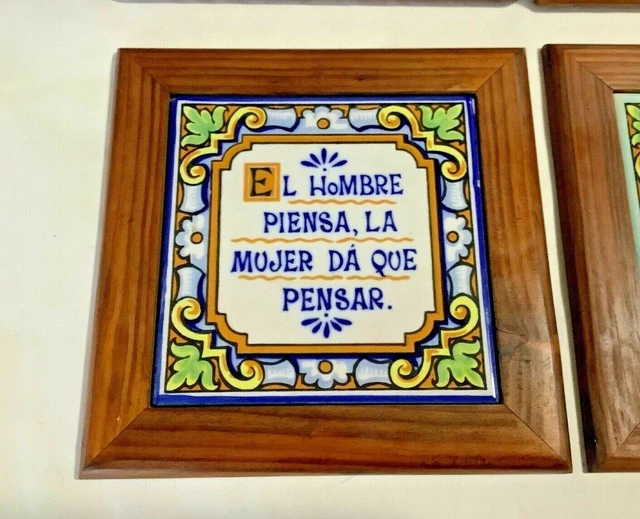 EL HoMBRE
PIENSA, LA
MUJER DÁ QUE
PENSAR.